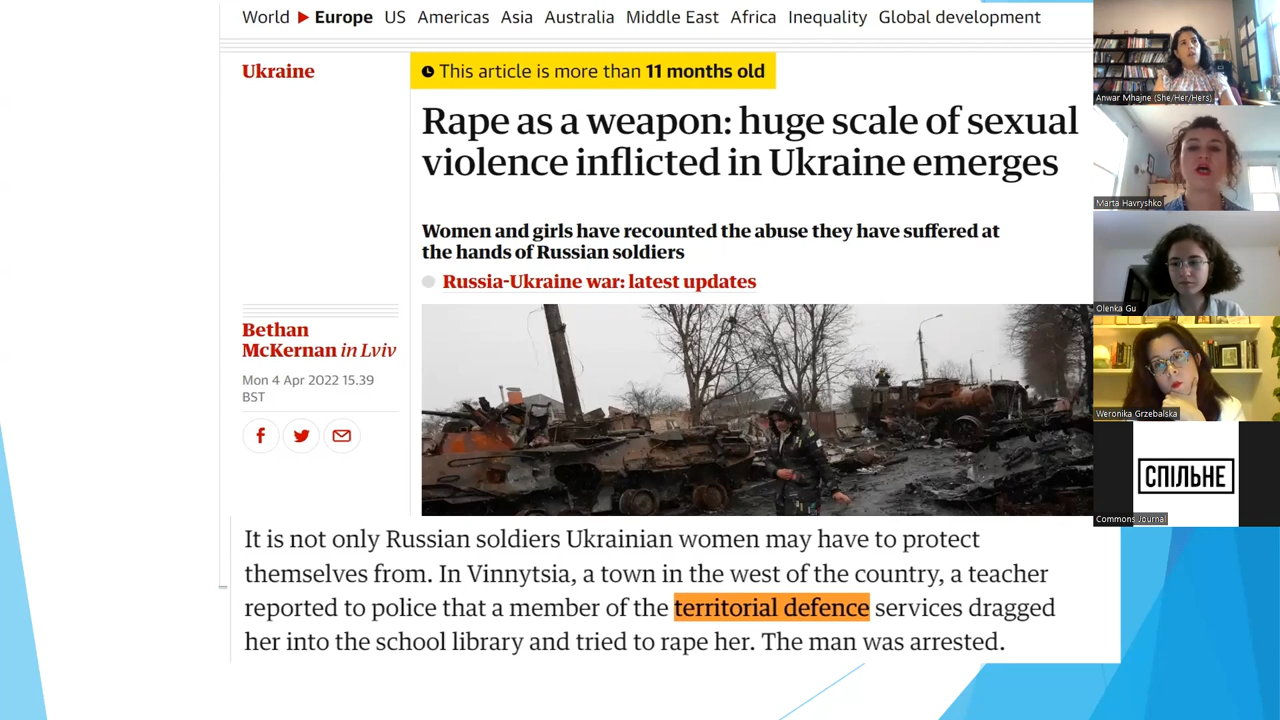 World ▶ Europe US Americas Asia Australia Middle East Africa Inequality Global development
Ukraine
This article is more than 11 months old
Rape as a weapon: huge scale of sexual
violence inflicted in Ukraine emerges
Women and girls have recounted the abuse they have suffered at
the hands of Russian soldiers
Russia-Ukraine war: latest updates
Bethan
McKernan in Lviv
Mon 4 Apr 2022 15.39
BST
It is not only Russian soldiers Ukrainian women may have to protect
themselves from. In Vinnytsia, a town in the west of the country, a teacher
reported to police that a member of the territorial defence services dragged
her into the school library and tried to rape her. The man was arrested.
Anwar Mhajne (She/Her/Hers)
Marta Havryshko
Olenka Gu
Weronika Grzebalska
СПІЛЬНЕ
Commons Journal